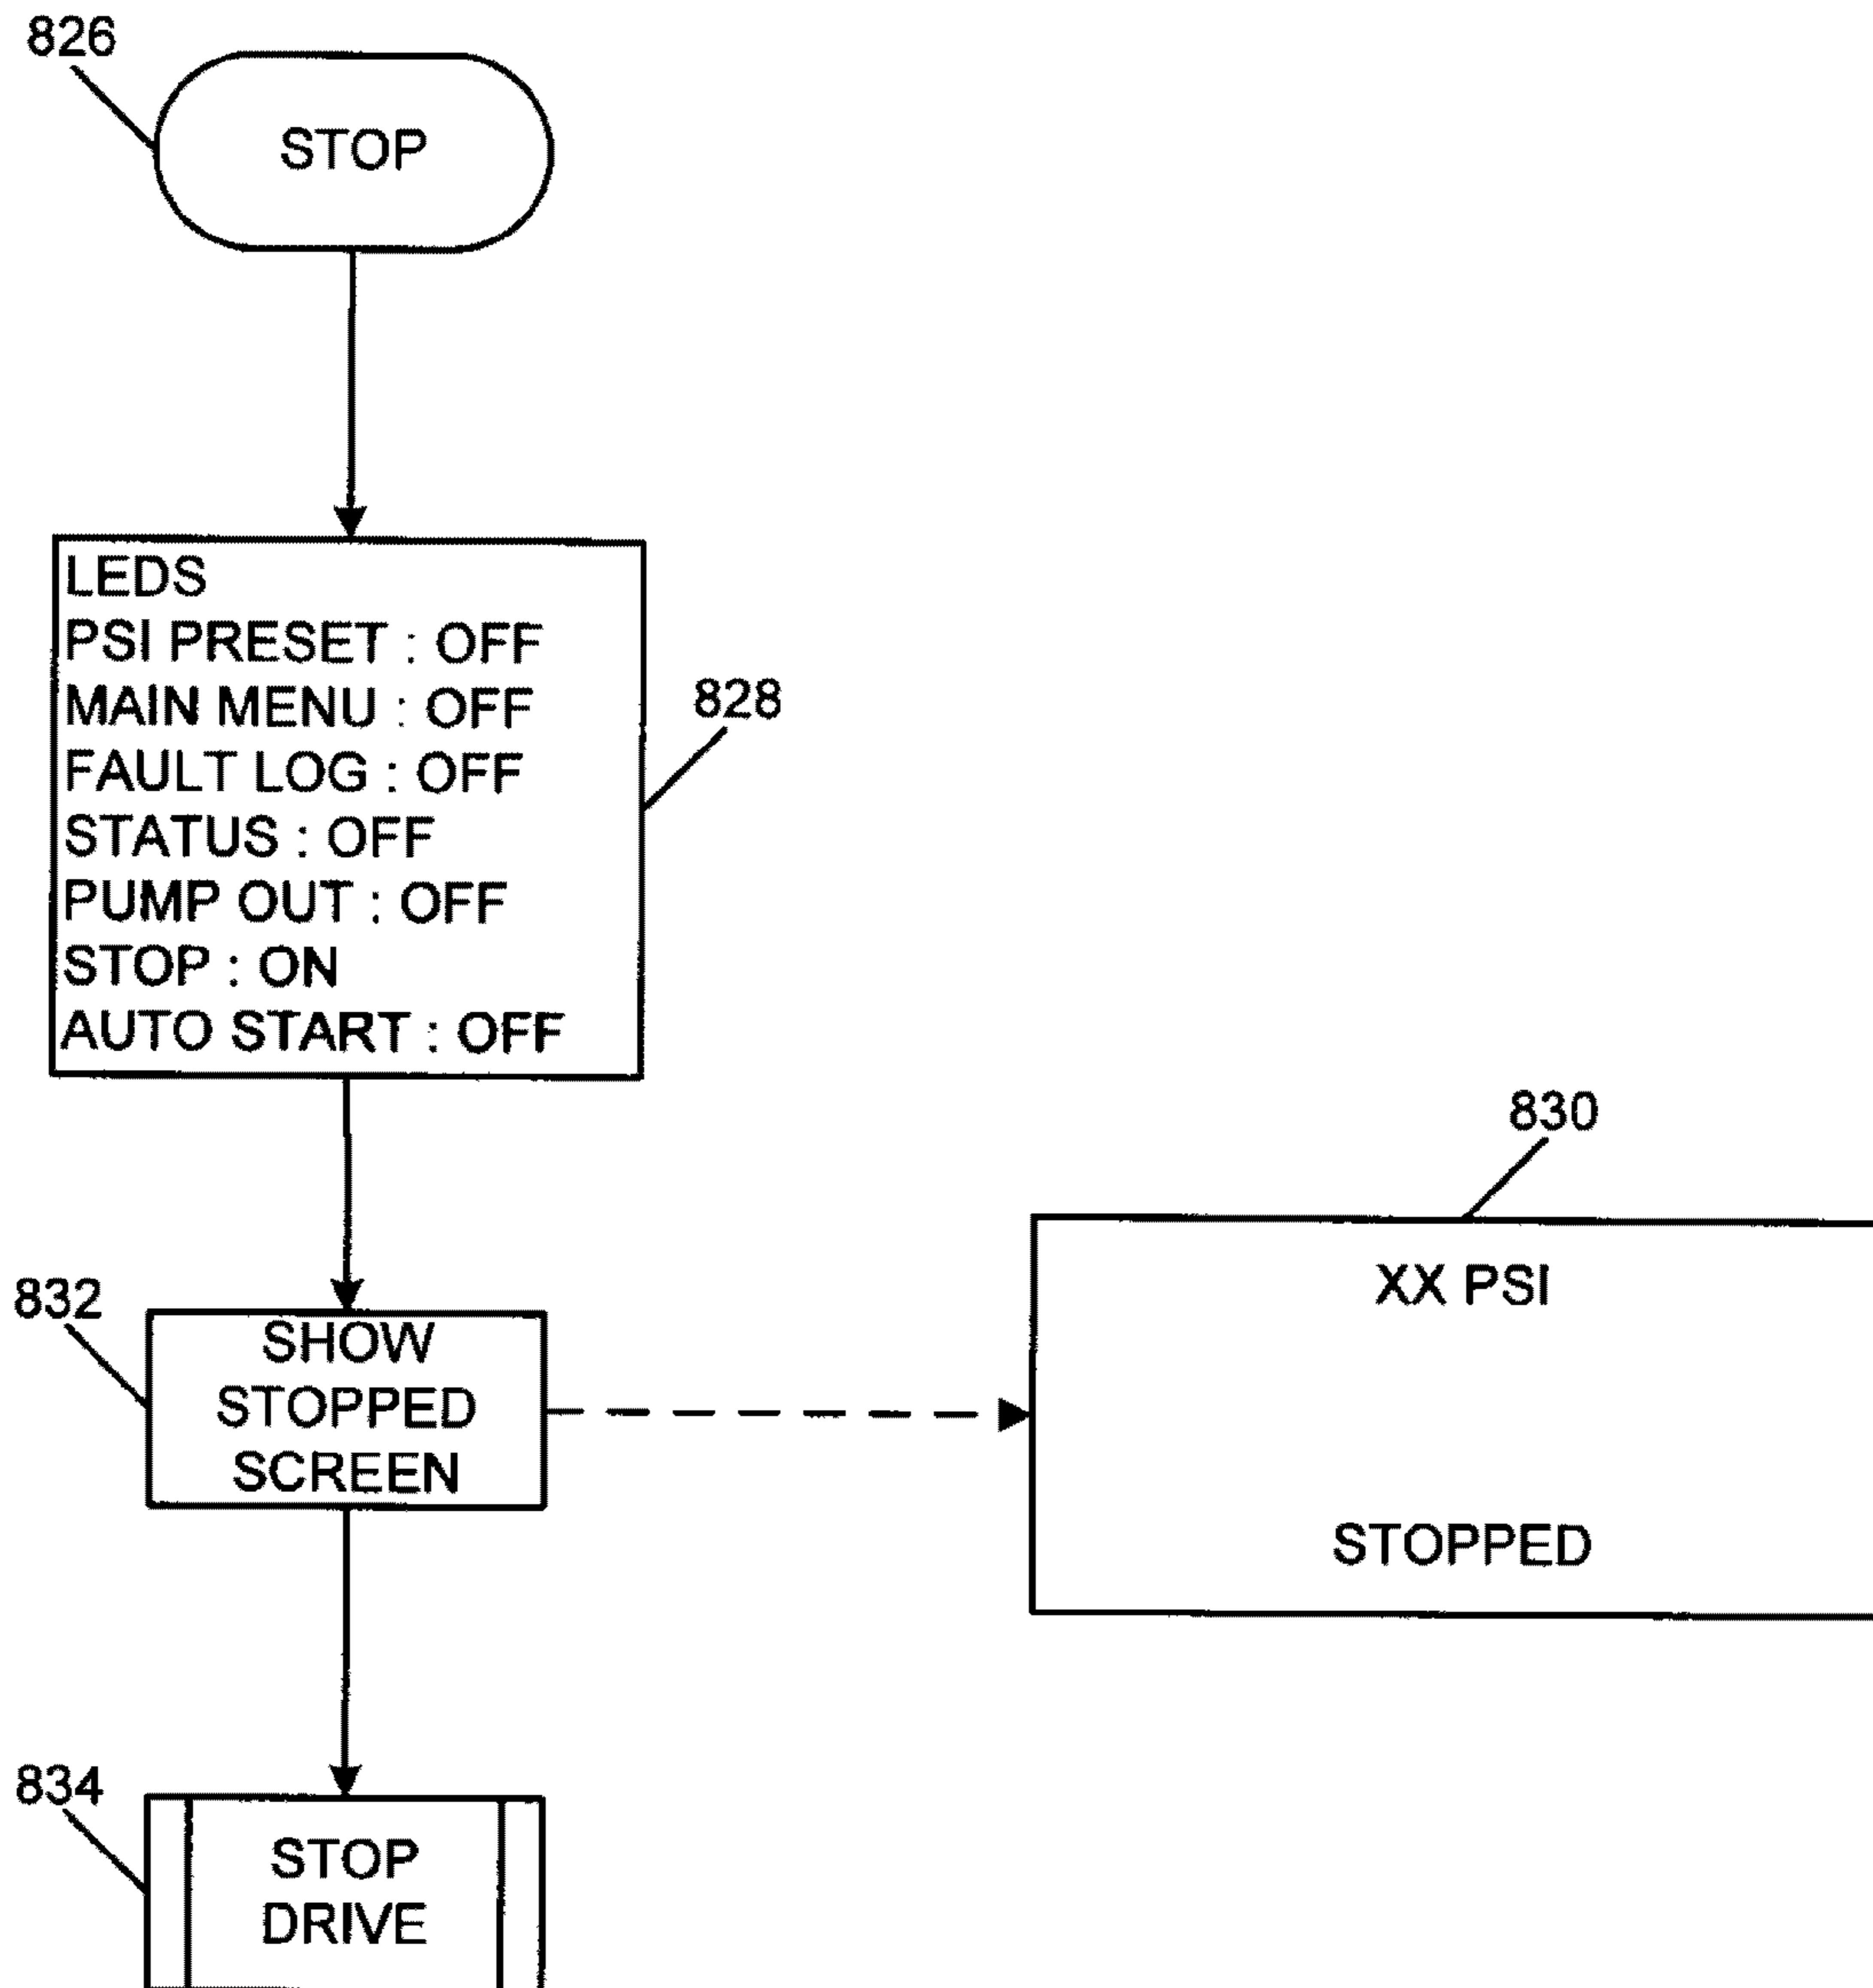 826
STOP
LEDS
PSI PRESET : OFF
MAIN MENU : OFF
FAULT LOG : OFF
STATUS : OFF
PUMP OUT : OFF
STOP : ON
AUTO START : OFF
828
830
XX PSI
STOPPED
832
SHOW
STOPPED
SCREEN
834
STOP
DRIVE